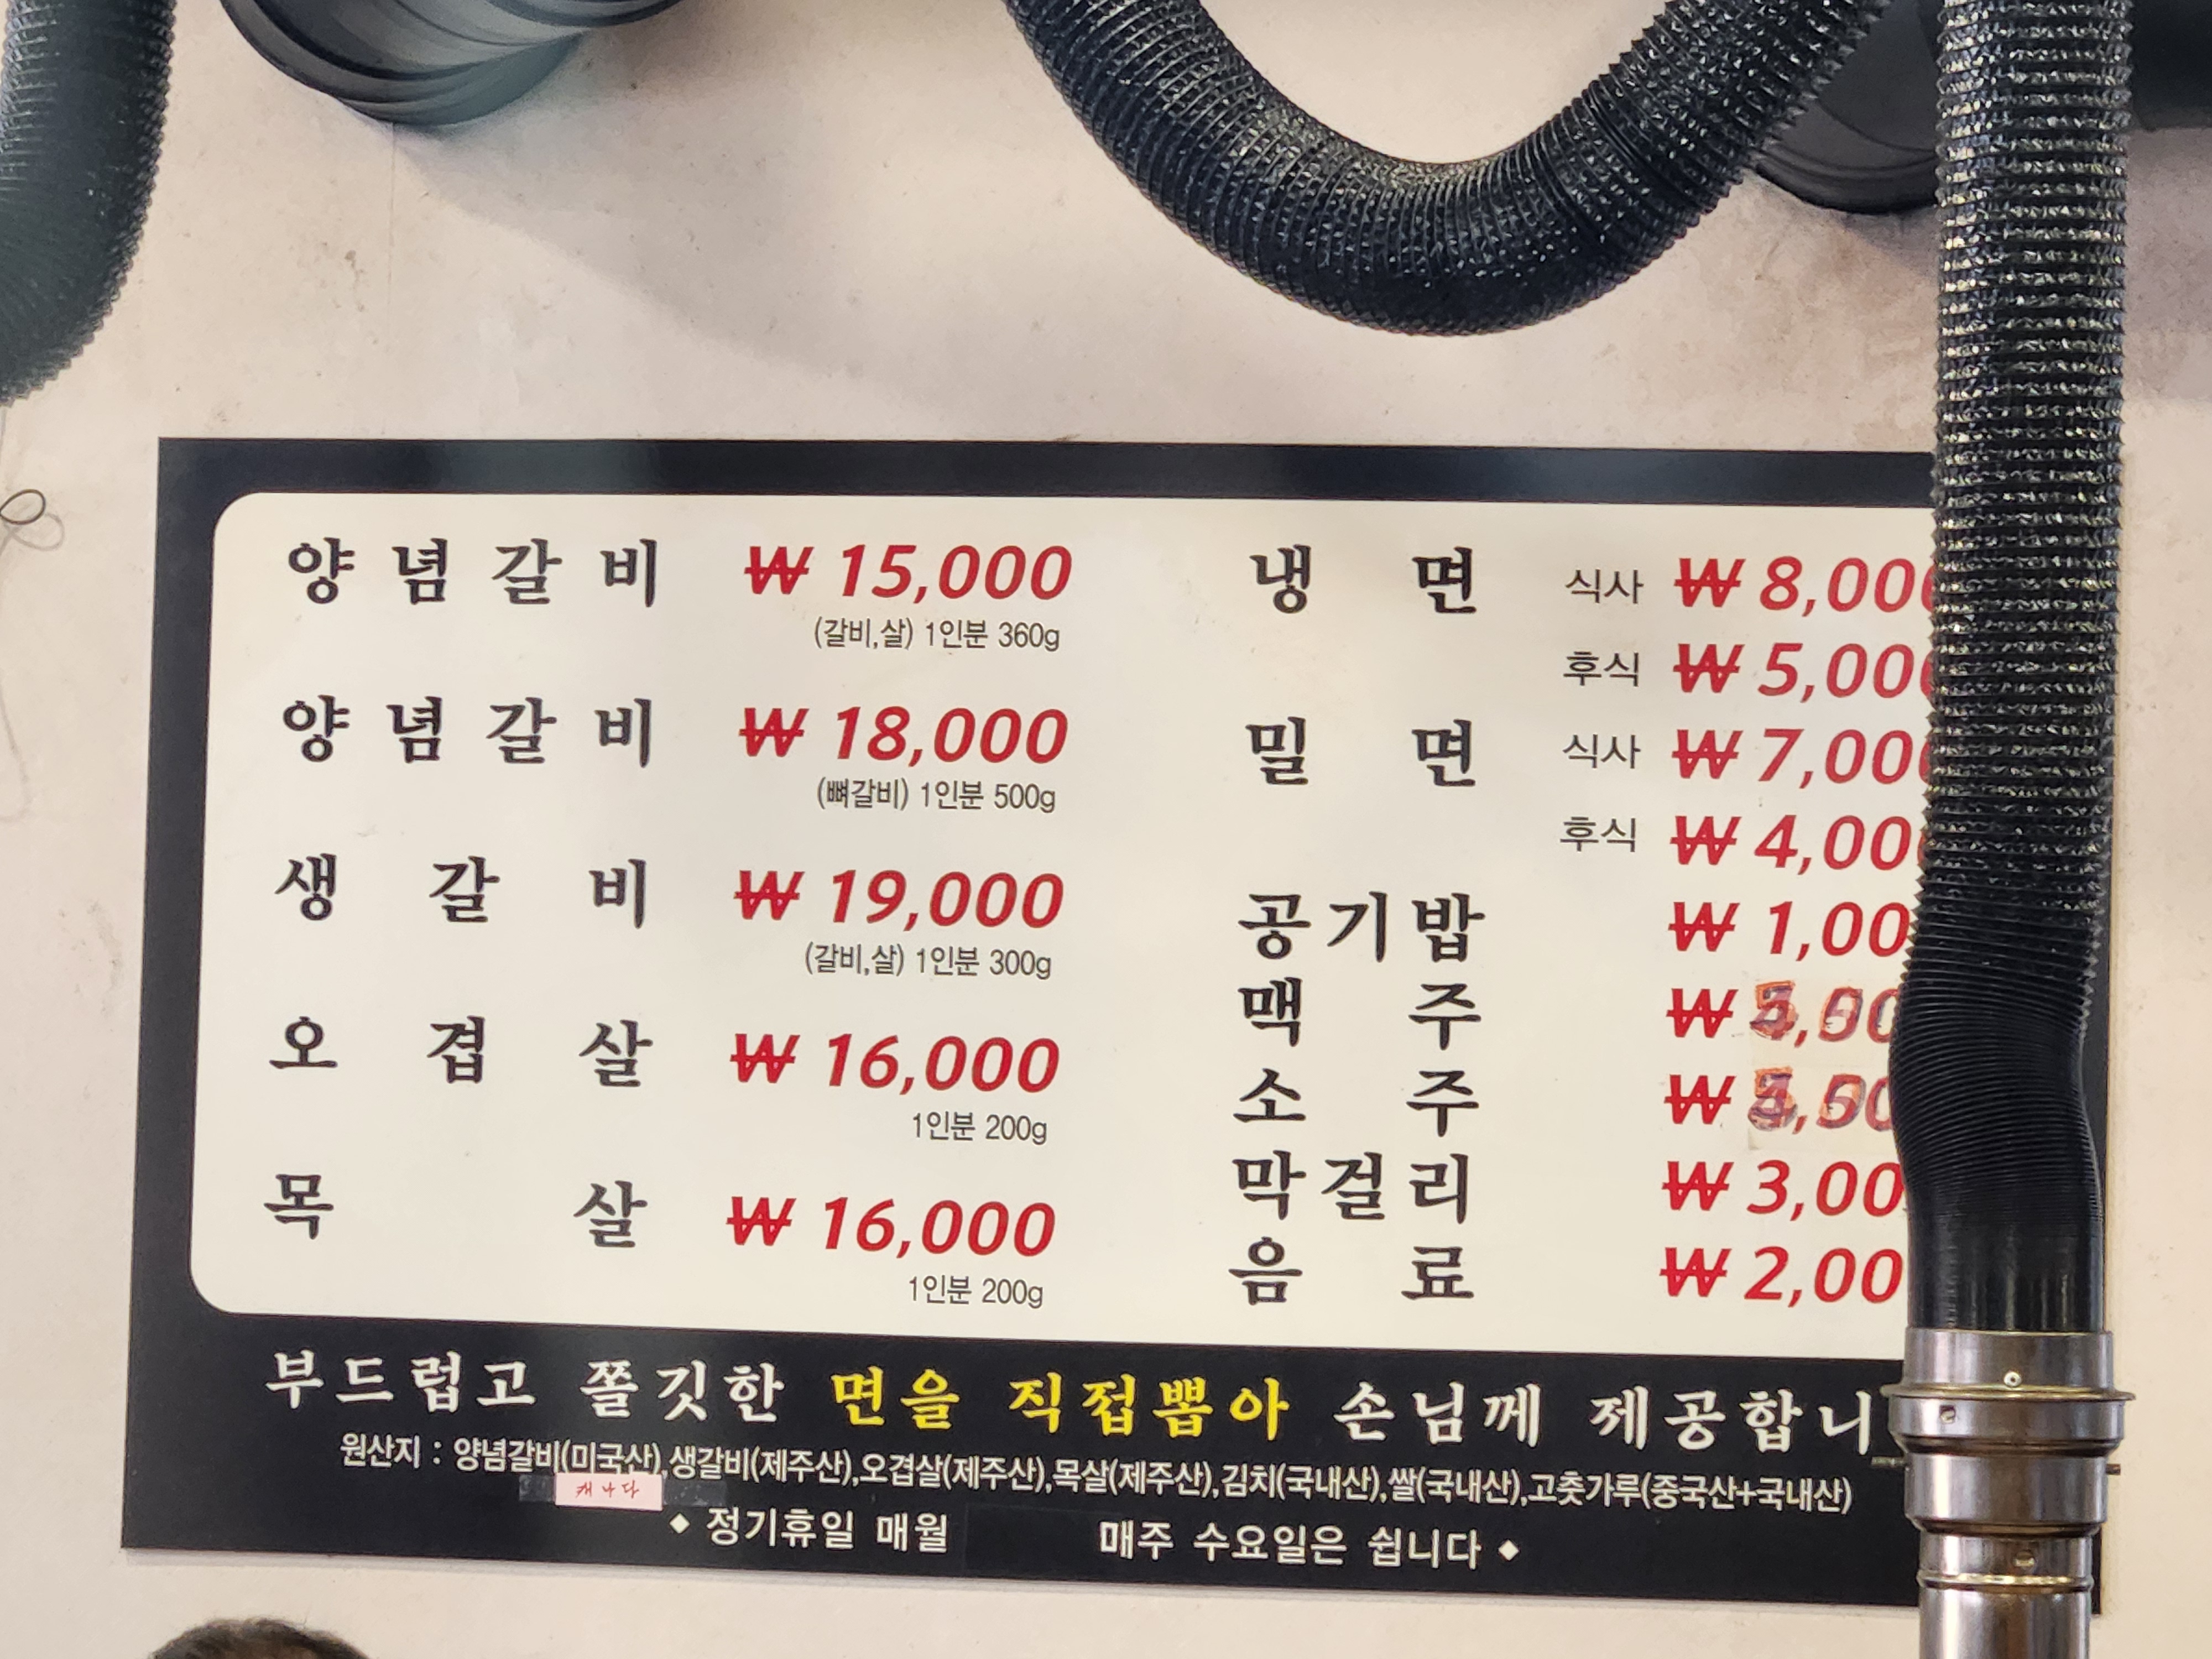 양념갈비 ₩ 15,000
(갈비,살) 1인분 360g
양념갈비 ₩ 18,000
(뼈갈비) 1인분 500g
생갈비 ₩ 19,000
(갈비,살) 1인분 300g
오겹살 ₩ 16,000
1인분 200g
목살 ₩ 16,000
1인분 200g
냉면 식사 ₩ 8,000
후식 ₩ 5,000
밀면 식사 ₩ 7,000
후식 ₩ 4,000
공기밥 ₩ 1,00
맥주 ₩
소주 ₩
막걸리 ₩ 3,00
음료 ₩ 2,00
부드럽고 쫄깃한 면을 직접뽑아 손님께 제공합니
원산지 : 양념갈비(미국산),생갈비(제주산),오겹살(제주산),목살(제주산),김치(국내산),쌀(국내산),고춧가루(중국산+국내산)
캐나다
◆ 정기휴일 매월 매주 수요일은 쉽니다 ◆